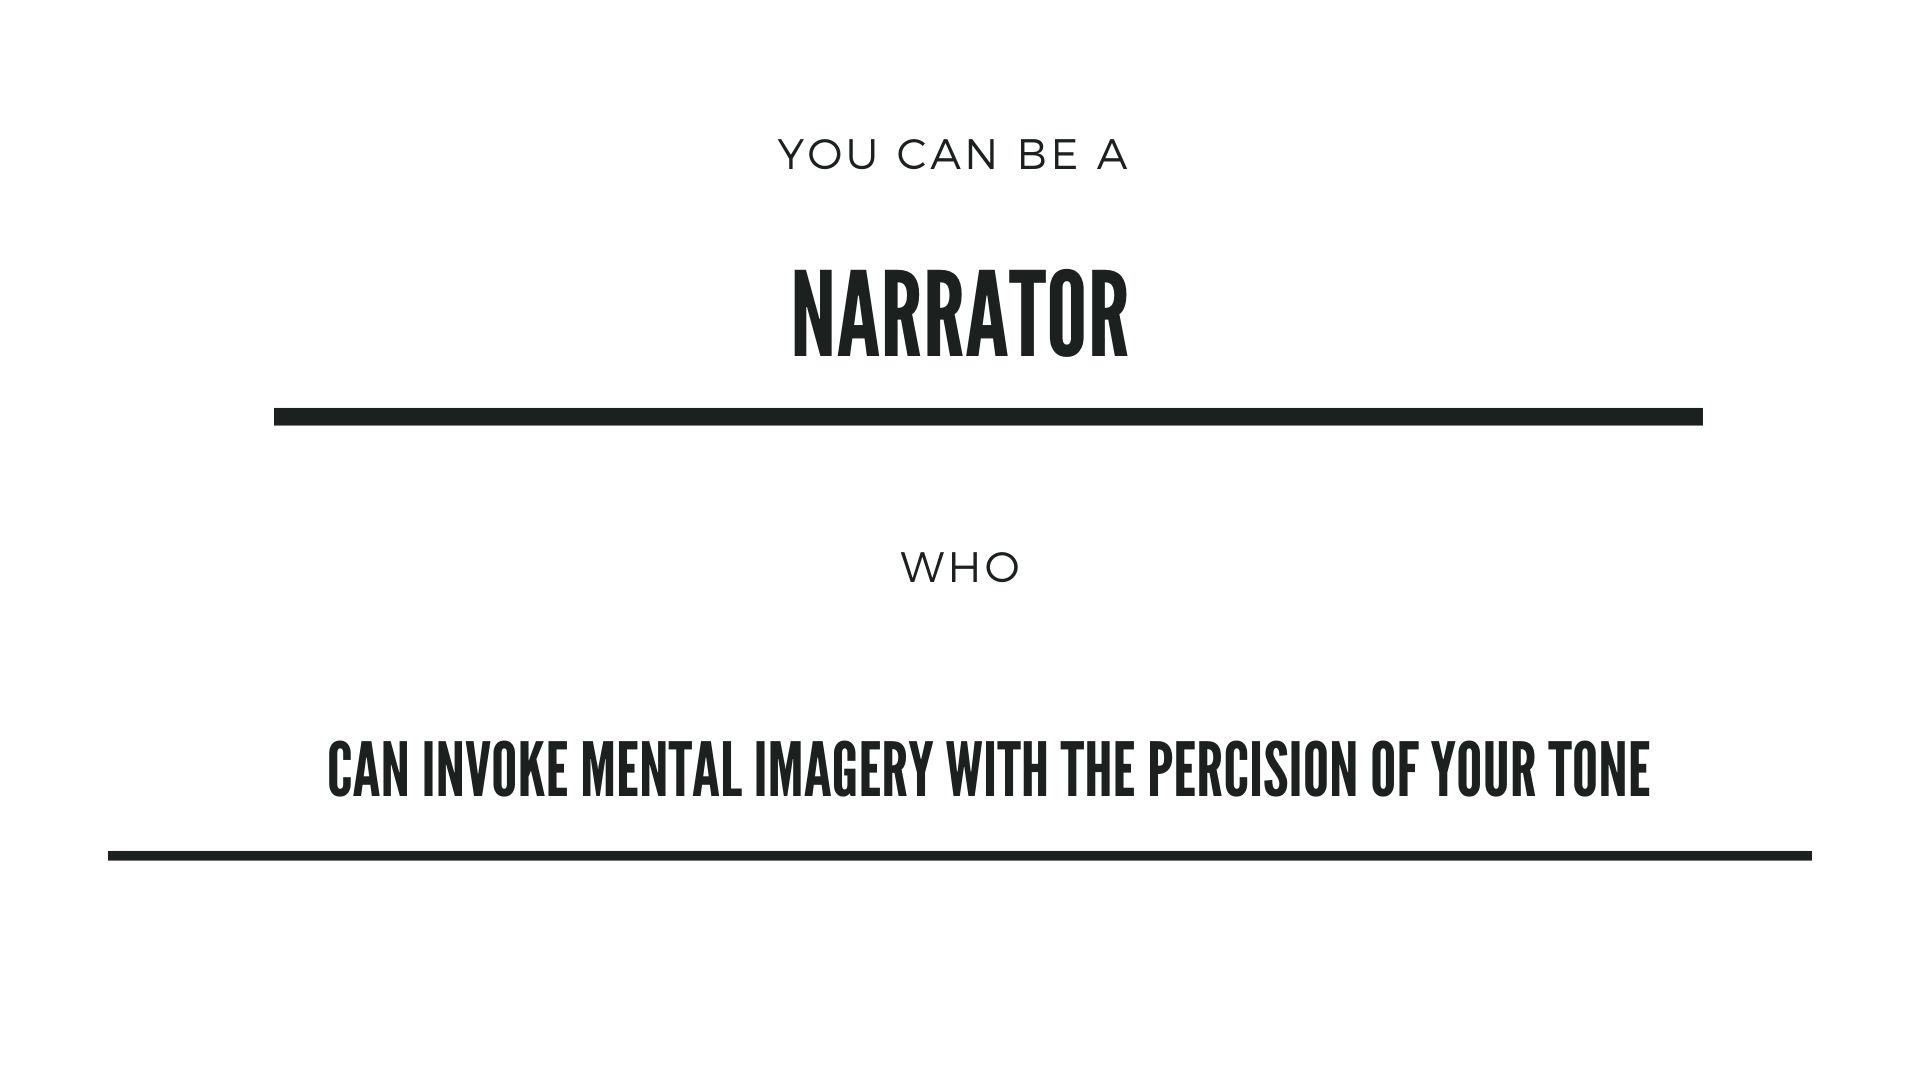 YOU CAN BE A
NARRATOR
WHO
CAN INVOKE MENTAL IMAGERY WITH THE PERCISION OF YOUR TONE